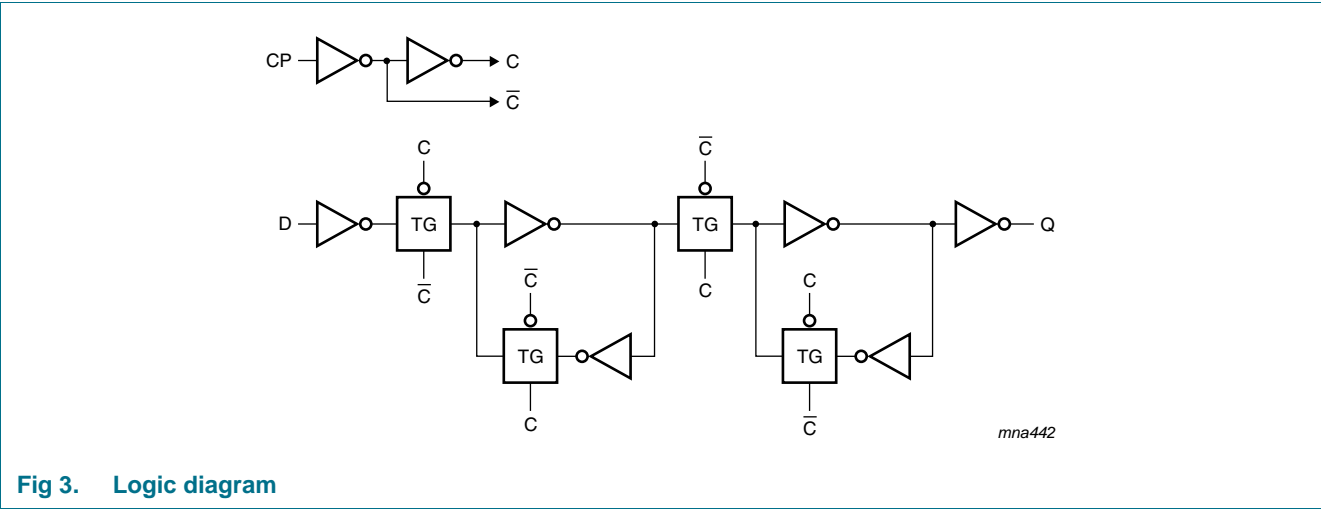 CP
C
C̅
C
C̅
D
TG
TG
Q
C̅
C̅
C
C
TG
TG
C
C̅
mna442
Fig 3. Logic diagram